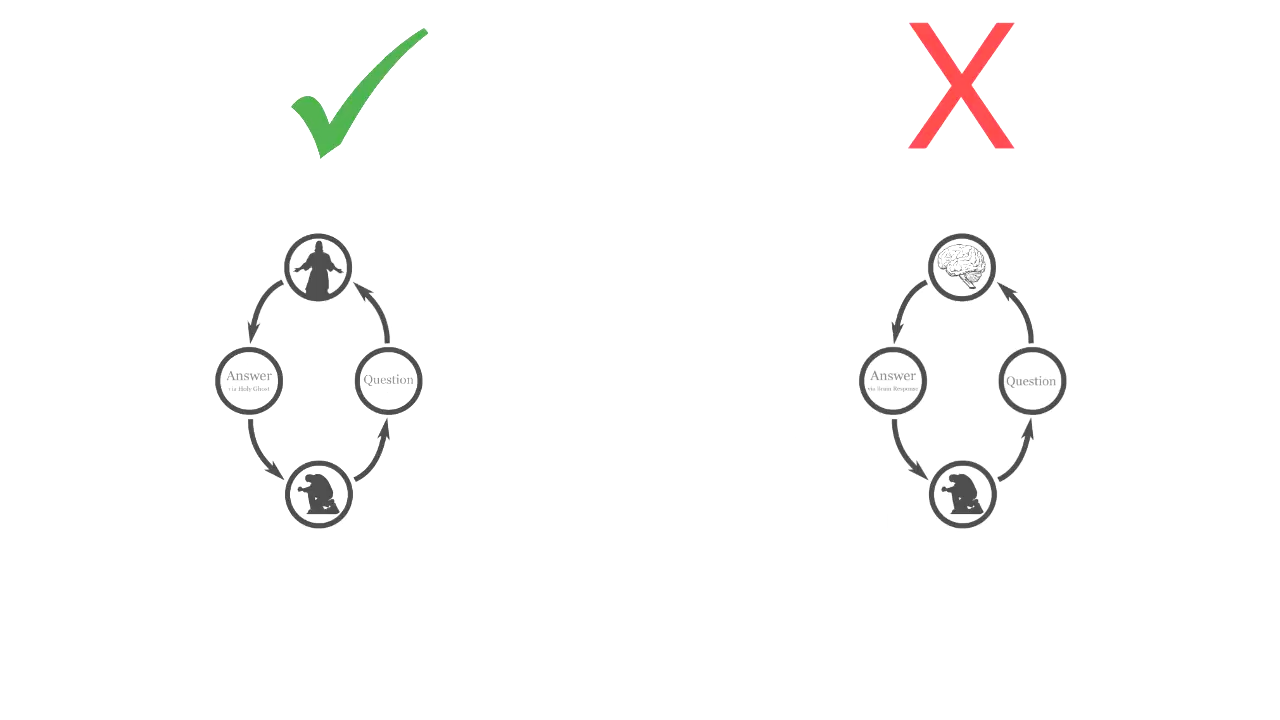 X
Answer
via Holy Ghost
Question
Answer
via Brain Response
Question